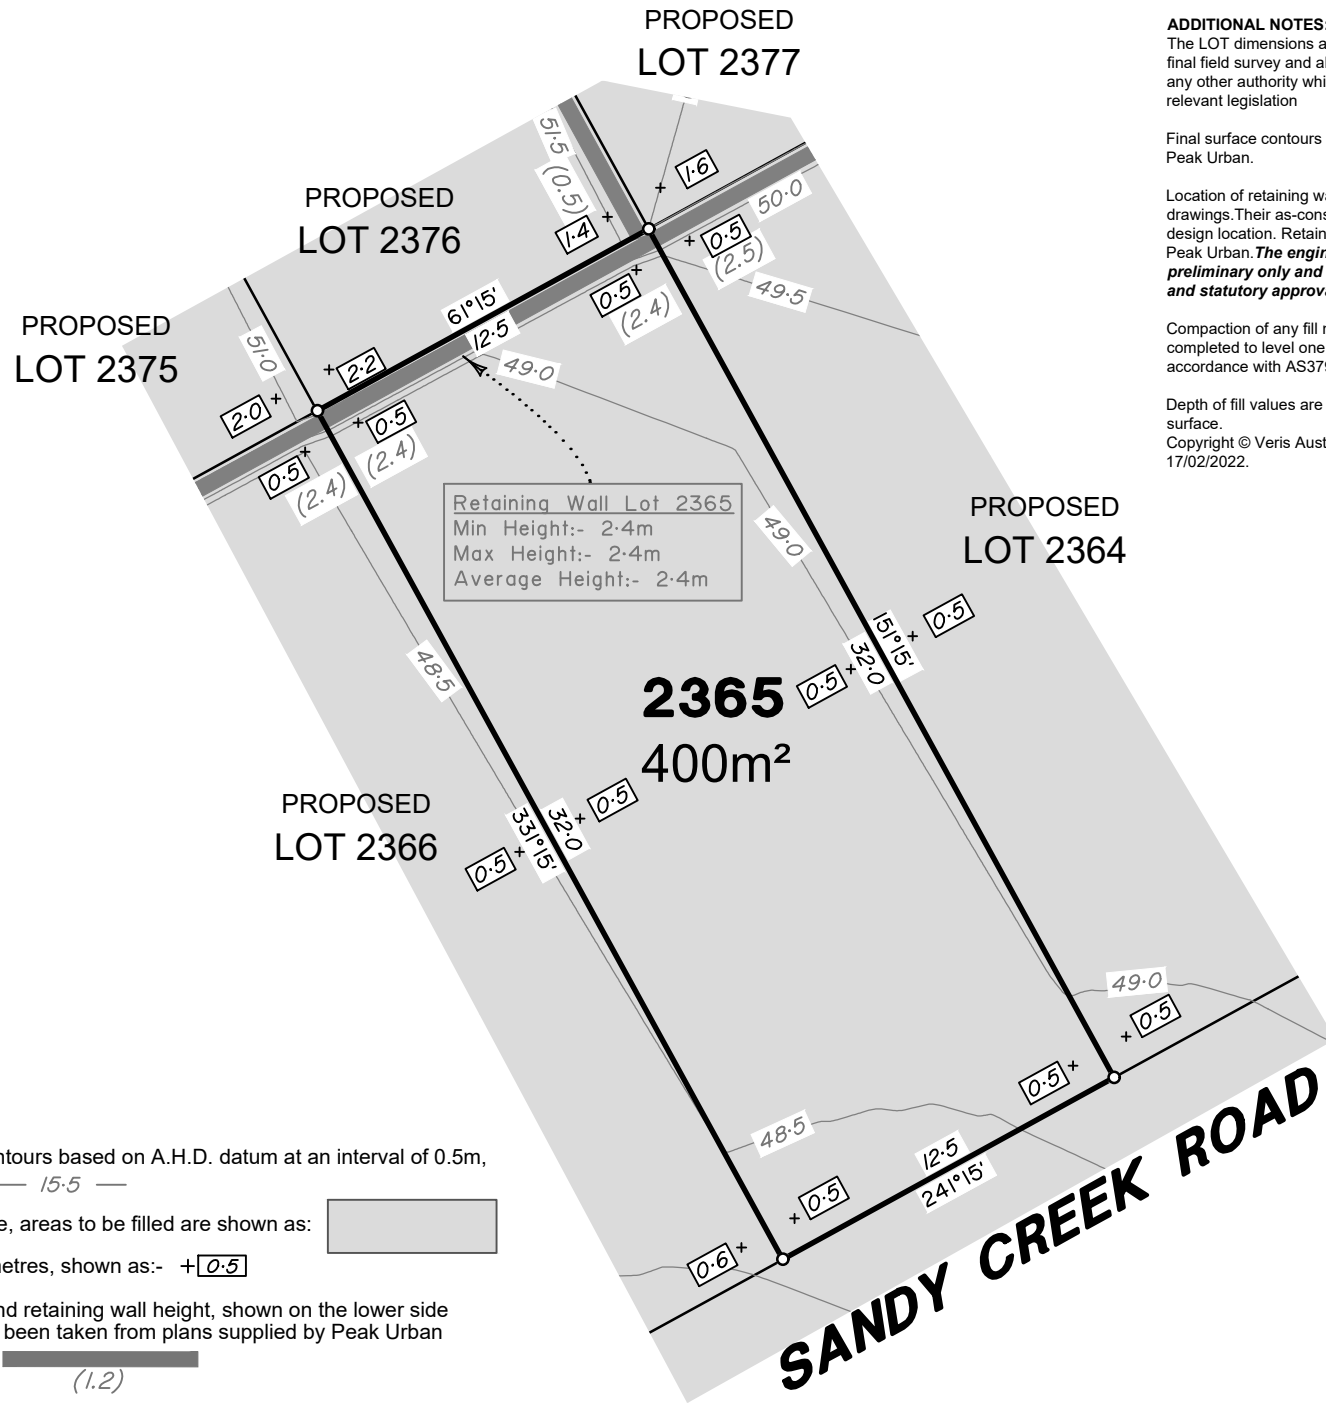 PROPOSED
LOT 2377
ADDITIONAL NOTES:
The LOT dimensions a
final field survey and al
any other authority whi
relevant legislation
Final surface contours
Peak Urban.
Location of retaining wa
drawings.Their as-cons
design location. Retain
Peak Urban.The engin
preliminary only and
and statutory approva
Compaction of any fill m
completed to level one
accordance with AS379
Depth of fill values are
surface.
Copyright © Veris Aust
17/02/2022.
PROPOSED
LOT 2376
PROPOSED
LOT 2375
51·5
(0.5)
1·4
1·6
50·0
0·5
(2.5)
49·5
0·5
(2.4)
61°15'
12·5
49·0
51·0
2·2
2·0
0·5
(2.4)
0·5
(2.4)
Retaining Wall Lot 2365
Min Height:- 2·4m
Max Height:- 2·4m
Average Height:- 2·4m
49·0
PROPOSED
LOT 2364
0·5
151°15'
32·0
0·5
48·5
2365
400m²
PROPOSED
LOT 2366
0·5
32·0
331°15'
0·5
49·0
0·5
0·5
48·5
12·5
241°15'
0·5
0·6
SANDY CREEK ROAD
ntours based on A.H.D. datum at an interval of 0.5m,
15·5
e, areas to be filled are shown as:
netres, shown as:- +0·5
nd retaining wall height, shown on the lower side
been taken from plans supplied by Peak Urban
(1.2)